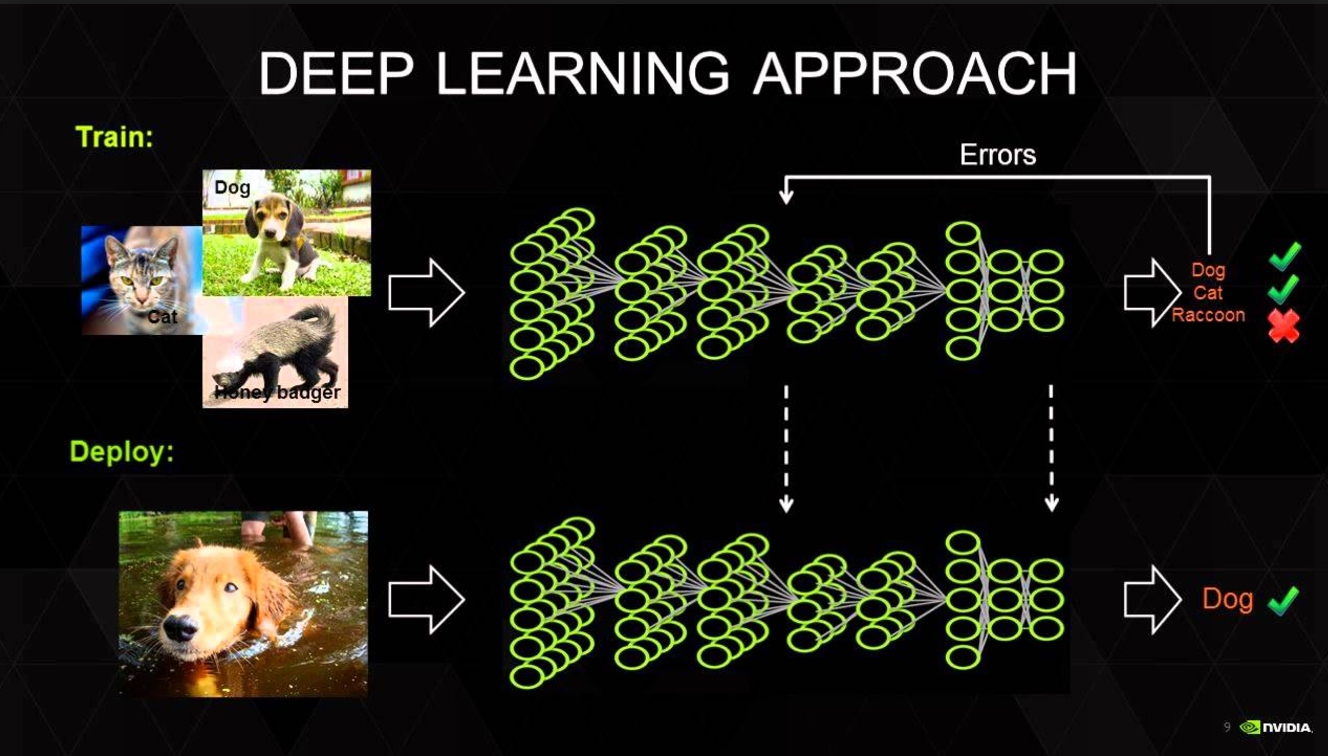 DEEP LEARNING APPROACH
Train:
Dog
Cat
Honey badger
Errors
Dog
Cat
Raccoon
Deploy:
Dog
9
NVIDIA.